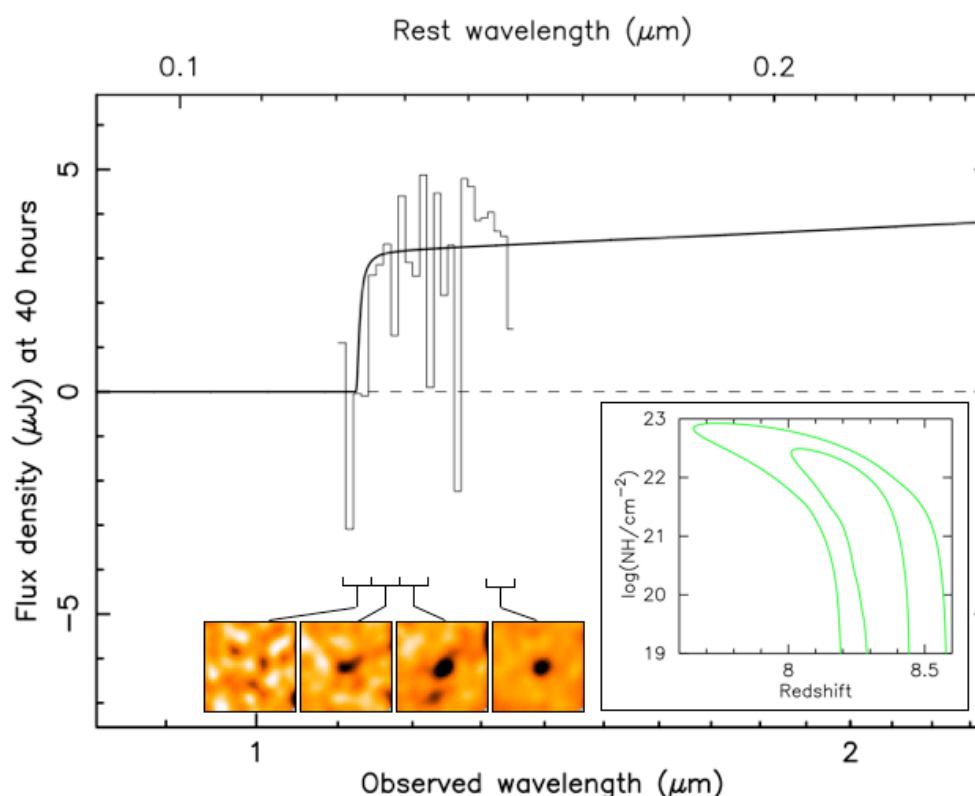 Rest wavelength (μm)
0.1 0.2
Flux density (μJy) at 40 hours
5
0
−5
log(NH/cm⁻²)
23
22
21
20
19
8 8.5
Redshift
1 2
Observed wavelength (μm)